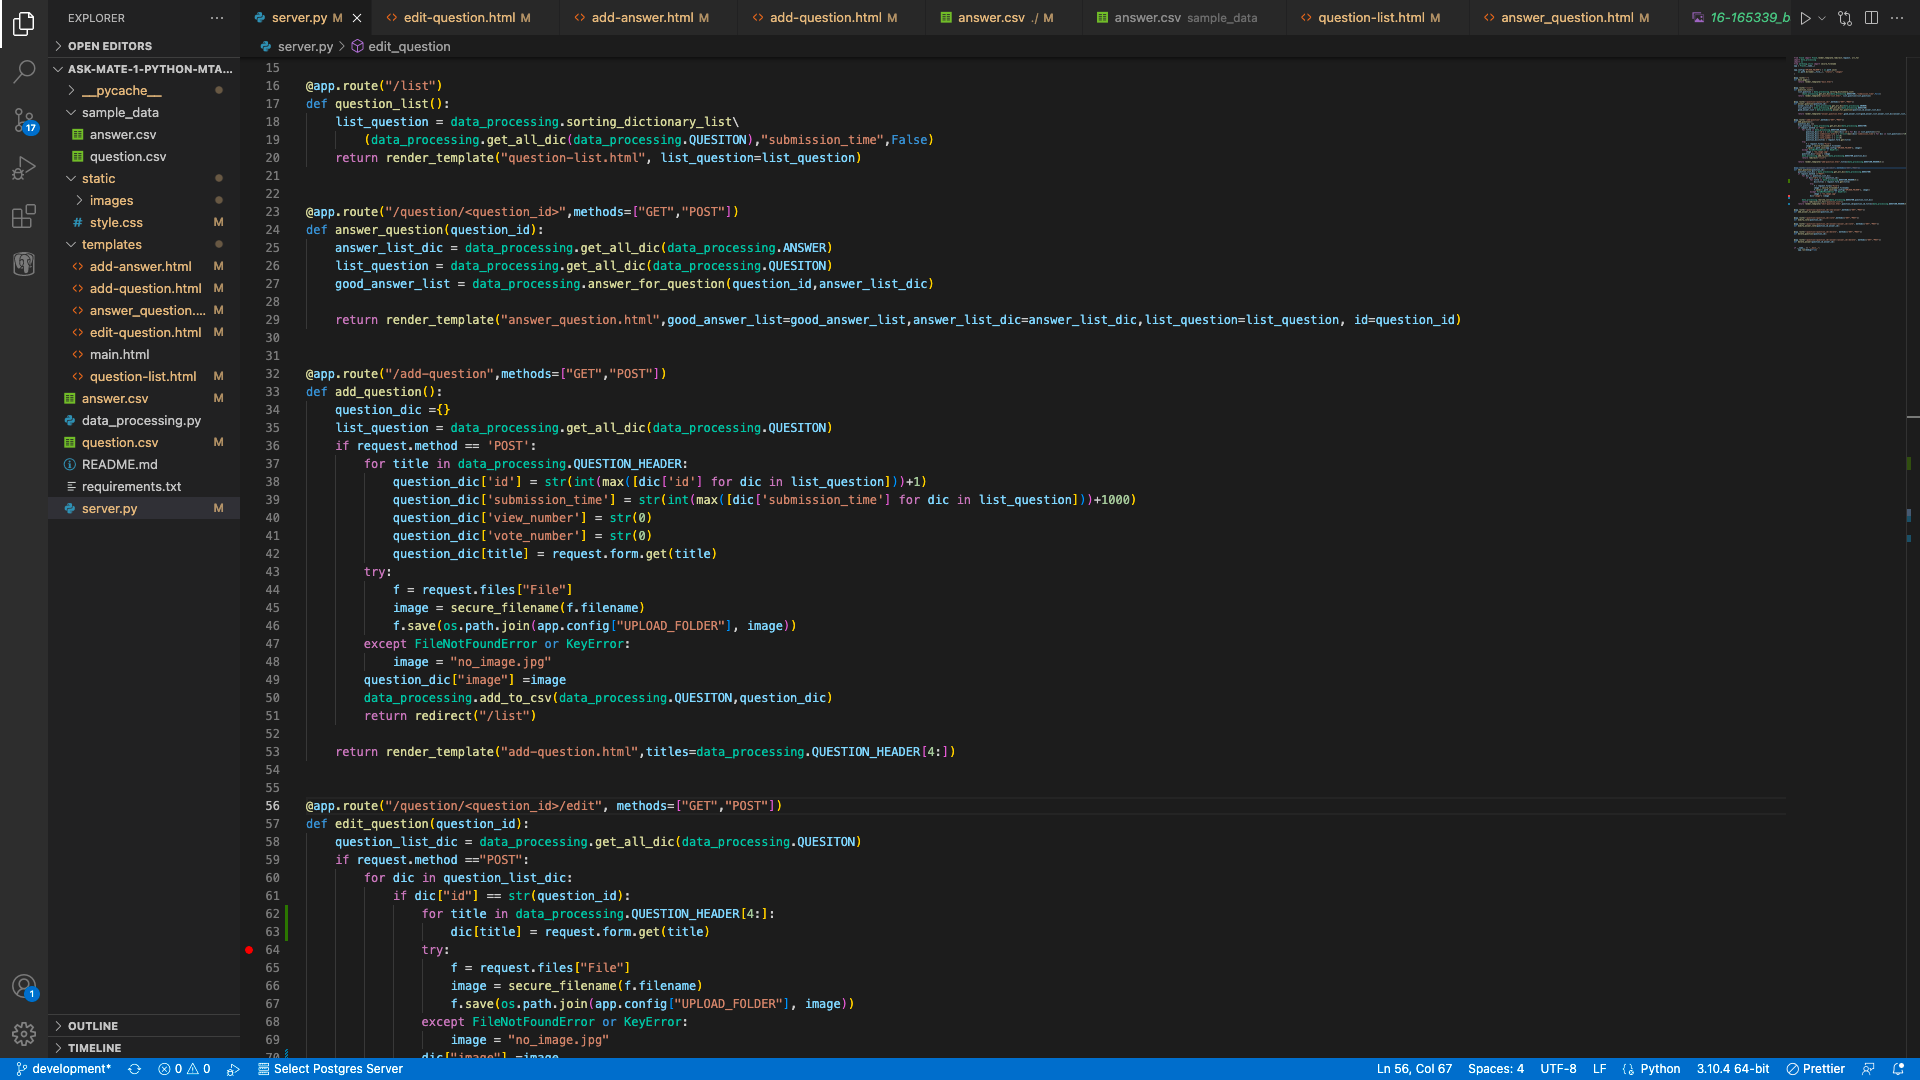 EXPLORER
OPEN EDITORS
ASK-MATE-1-PYTHON-MTA...
__pycache__
sample_data
answer.csv
question.csv
static
images
style.css M
templates
add-answer.html M
add-question.html M
answer_question.... M
edit-question.html M
main.html
question-list.html M
answer.csv M
data_processing.py
question.csv M
README.md
requirements.txt
server.py M
OUTLINE
TIMELINE
17
1
server.py M
edit-question.html M
add-answer.html M
add-question.html M
answer.csv ./ M
answer.csv sample_data
question-list.html M
answer_question.html M
16-165339_b
server.py > edit_question
15
16 @app.route("/list")
17 def question_list():
18 list_question = data_processing.sorting_dictionary_list\
19 (data_processing.get_all_dic(data_processing.QUESITON),"submission_time",False)
20 return render_template("question-list.html", list_question=list_question)
21
22
23 @app.route("/question/<question_id>",methods=["GET","POST"])
24 def answer_question(question_id):
25 answer_list_dic = data_processing.get_all_dic(data_processing.ANSWER)
26 list_question = data_processing.get_all_dic(data_processing.QUESITON)
27 good_answer_list = data_processing.answer_for_question(question_id,answer_list_dic)
28
29 return render_template("answer_question.html",good_answer_list=good_answer_list,answer_list_dic=answer_list_dic,list_question=list_question, id=question_id)
30
31
32 @app.route("/add-question",methods=["GET","POST"])
33 def add_question():
34 question_dic ={}
35 list_question = data_processing.get_all_dic(data_processing.QUESITON)
36 if request.method == 'POST':
37 for title in data_processing.QUESTION_HEADER:
38 question_dic['id'] = str(int(max([dic['id'] for dic in list_question]))+1)
39 question_dic['submission_time'] = str(int(max([dic['submission_time'] for dic in list_question]))+1000)
40 question_dic['view_number'] = str(0)
41 question_dic['vote_number'] = str(0)
42 question_dic[title] = request.form.get(title)
43 try:
44 f = request.files["File"]
45 image = secure_filename(f.filename)
46 f.save(os.path.join(app.config["UPLOAD_FOLDER"], image))
47 except FileNotFoundError or KeyError:
48 image = "no_image.jpg"
49 question_dic["image"] =image
50 data_processing.add_to_csv(data_processing.QUESITON,question_dic)
51 return redirect("/list")
52
53 return render_template("add-question.html",titles=data_processing.QUESTION_HEADER[4:])
54
55
56 @app.route("/question/<question_id>/edit", methods=["GET","POST"])
57 def edit_question(question_id):
58 question_list_dic = data_processing.get_all_dic(data_processing.QUESITON)
59 if request.method =="POST":
60 for dic in question_list_dic:
61 if dic["id"] == str(question_id):
62 for title in data_processing.QUESTION_HEADER[4:]:
63 dic[title] = request.form.get(title)
64 try:
65 f = request.files["File"]
66 image = secure_filename(f.filename)
67 f.save(os.path.join(app.config["UPLOAD_FOLDER"], image))
68 except FileNotFoundError or KeyError:
69 image = "no_image.jpg"
70 dic["image"] =image
development* 0 0 Select Postgres Server Ln 56, Col 67 Spaces: 4 UTF-8 LF Python 3.10.4 64-bit Prettier